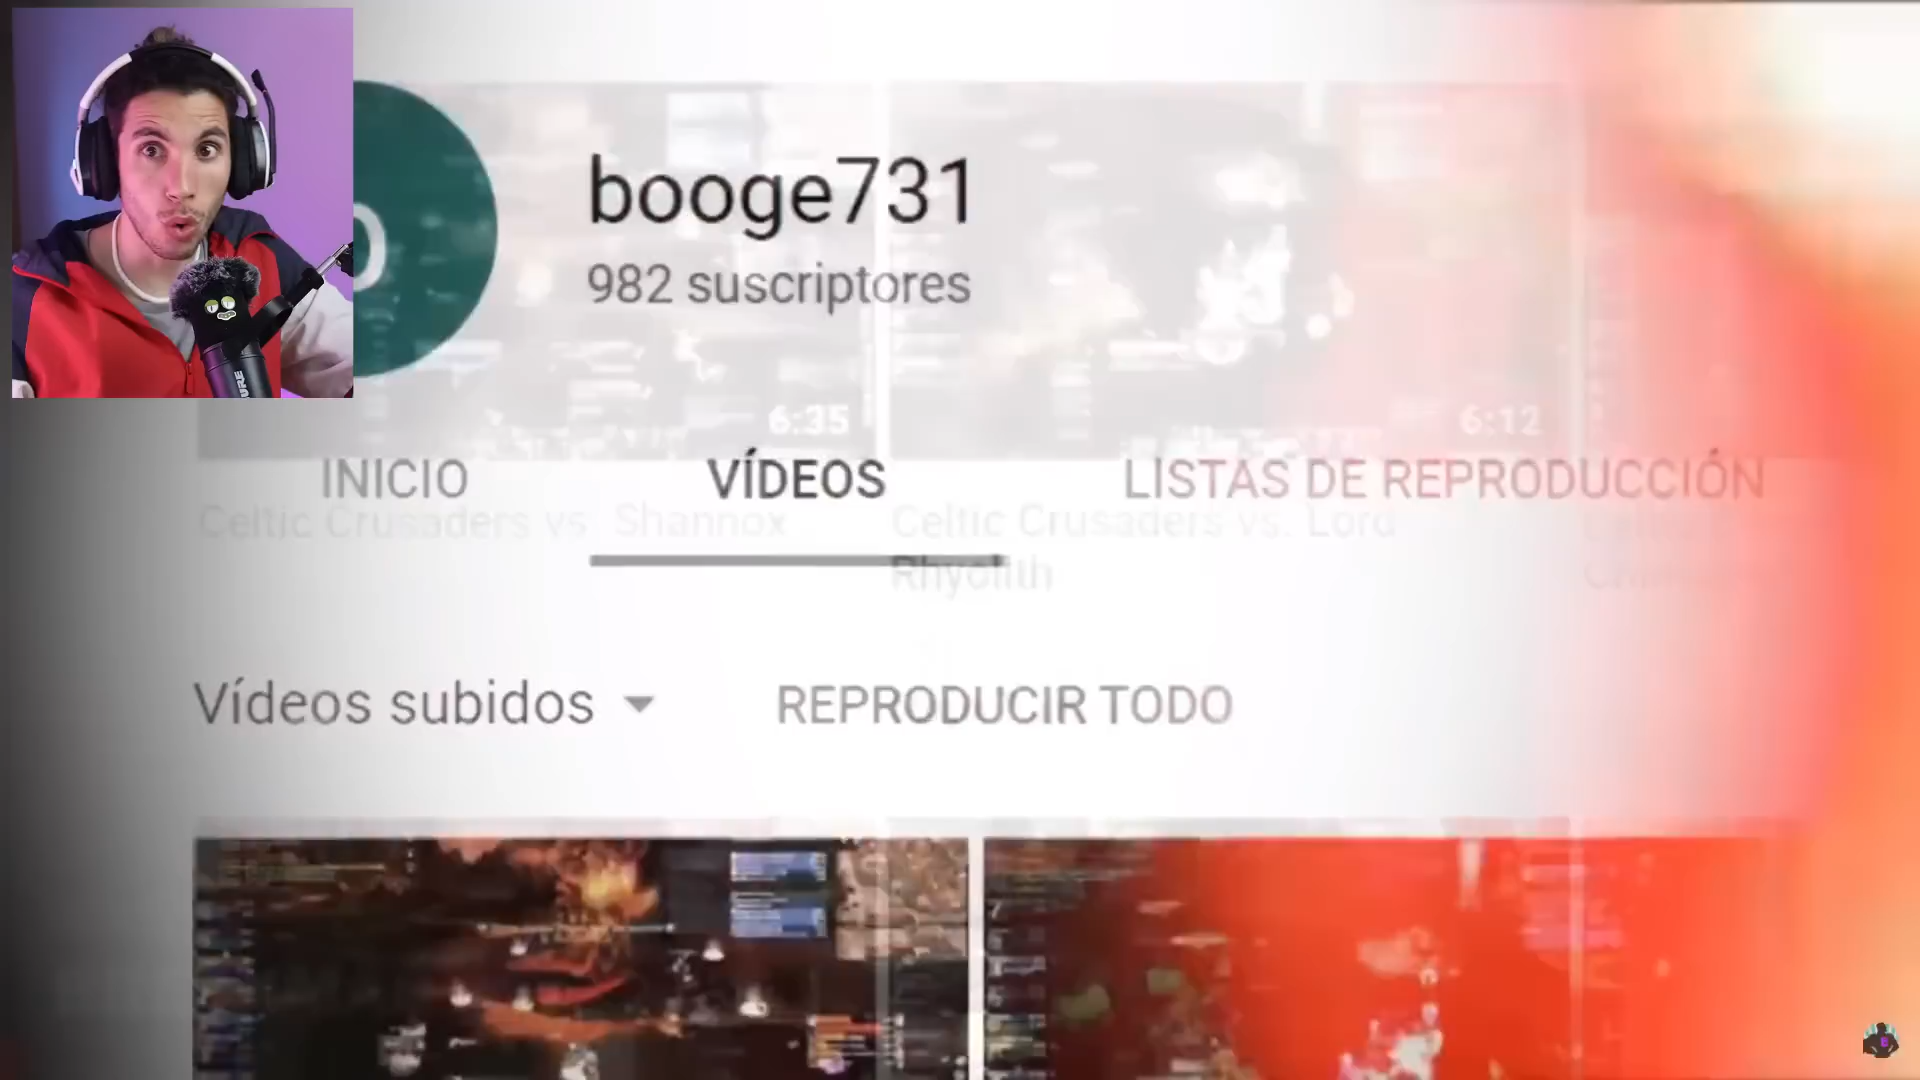 booge731
982 suscriptores
6:35
6:12
INICIO
VÍDEOS
LISTAS DE REPRODUCCIÓN
Celtic Crusaders vs. Shannox
Celtic Crusaders vs. Lord
Rhyolith
Vídeos subidos
REPRODUCIR TODO